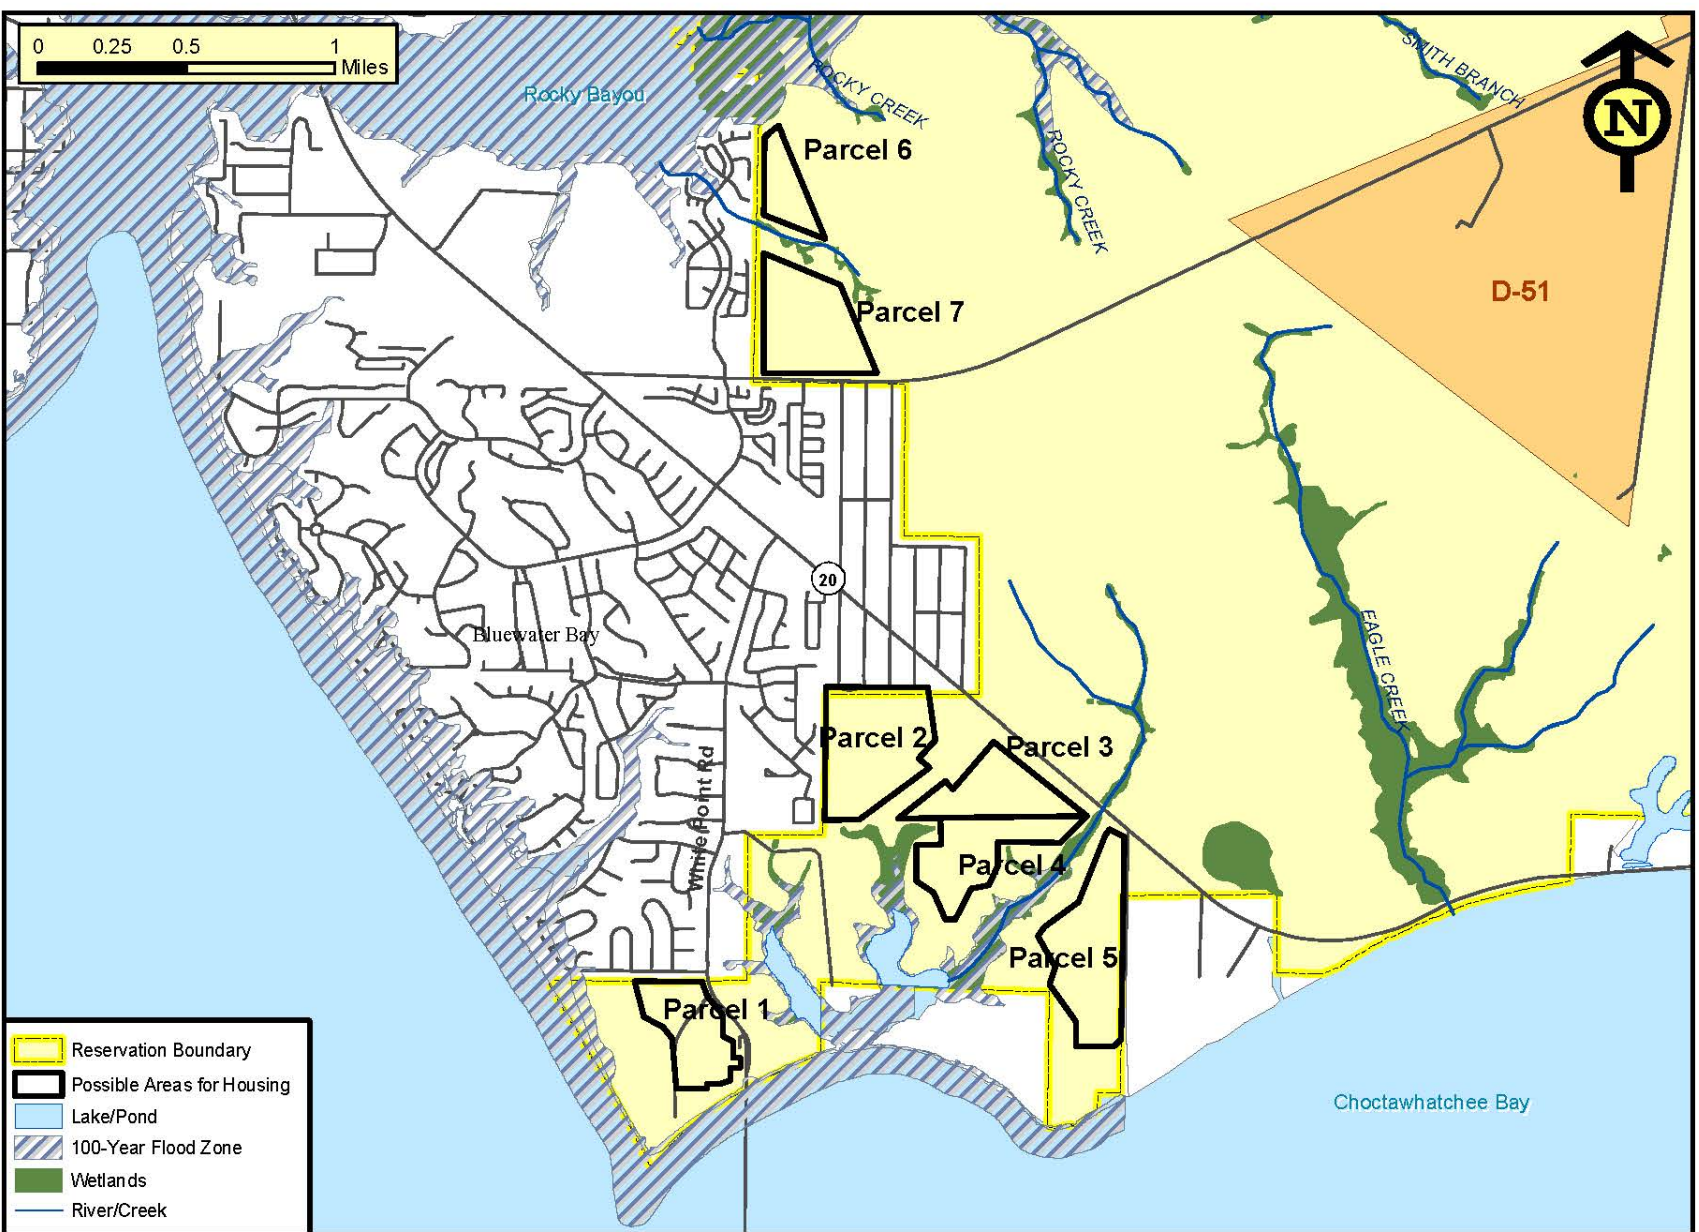 0 0.25 0.5 1
Miles
Rocky Bayou
ROCKY CREEK
SMITH BRANCH
N
Parcel 6
ROCKY CREEK
Parcel 7
D-51
20
Bluewater Bay
EAGLE CREEK
Parcel 2
Parcel 3
White Point Rd
Parcel 4
Parcel 5
Parcel 1
Reservation Boundary
Possible Areas for Housing
Lake/Pond
100-Year Flood Zone
Wetlands
River/Creek
Choctawhatchee Bay